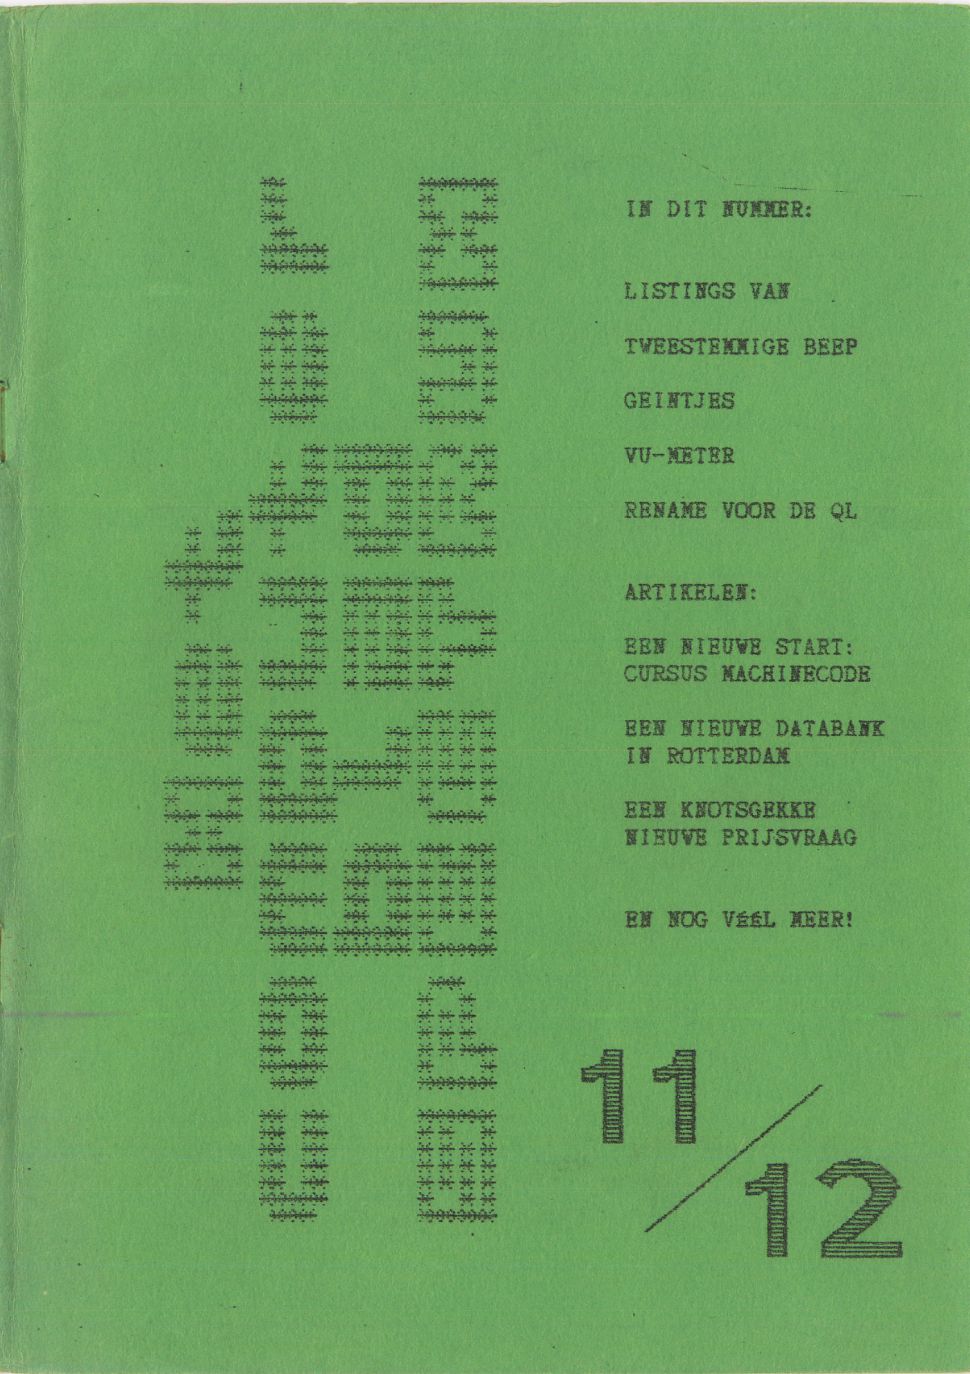 IN DIT NUMMER:
LISTINGS VAN
TWEESTEMMIGE BEEP
GEINTJES
VU-METER
RENAME VOOR DE QL
ARTIKELEN:
EEN NIEUWE START:
CURSUS MACHINECODE
EEN NIEUWE DATABANK
IN ROTTERDAM
EEN KNOTSGEKKE
NIEUWE PRIJSVRAAG
EN NOG VÉÉL MEER!
11
/
12